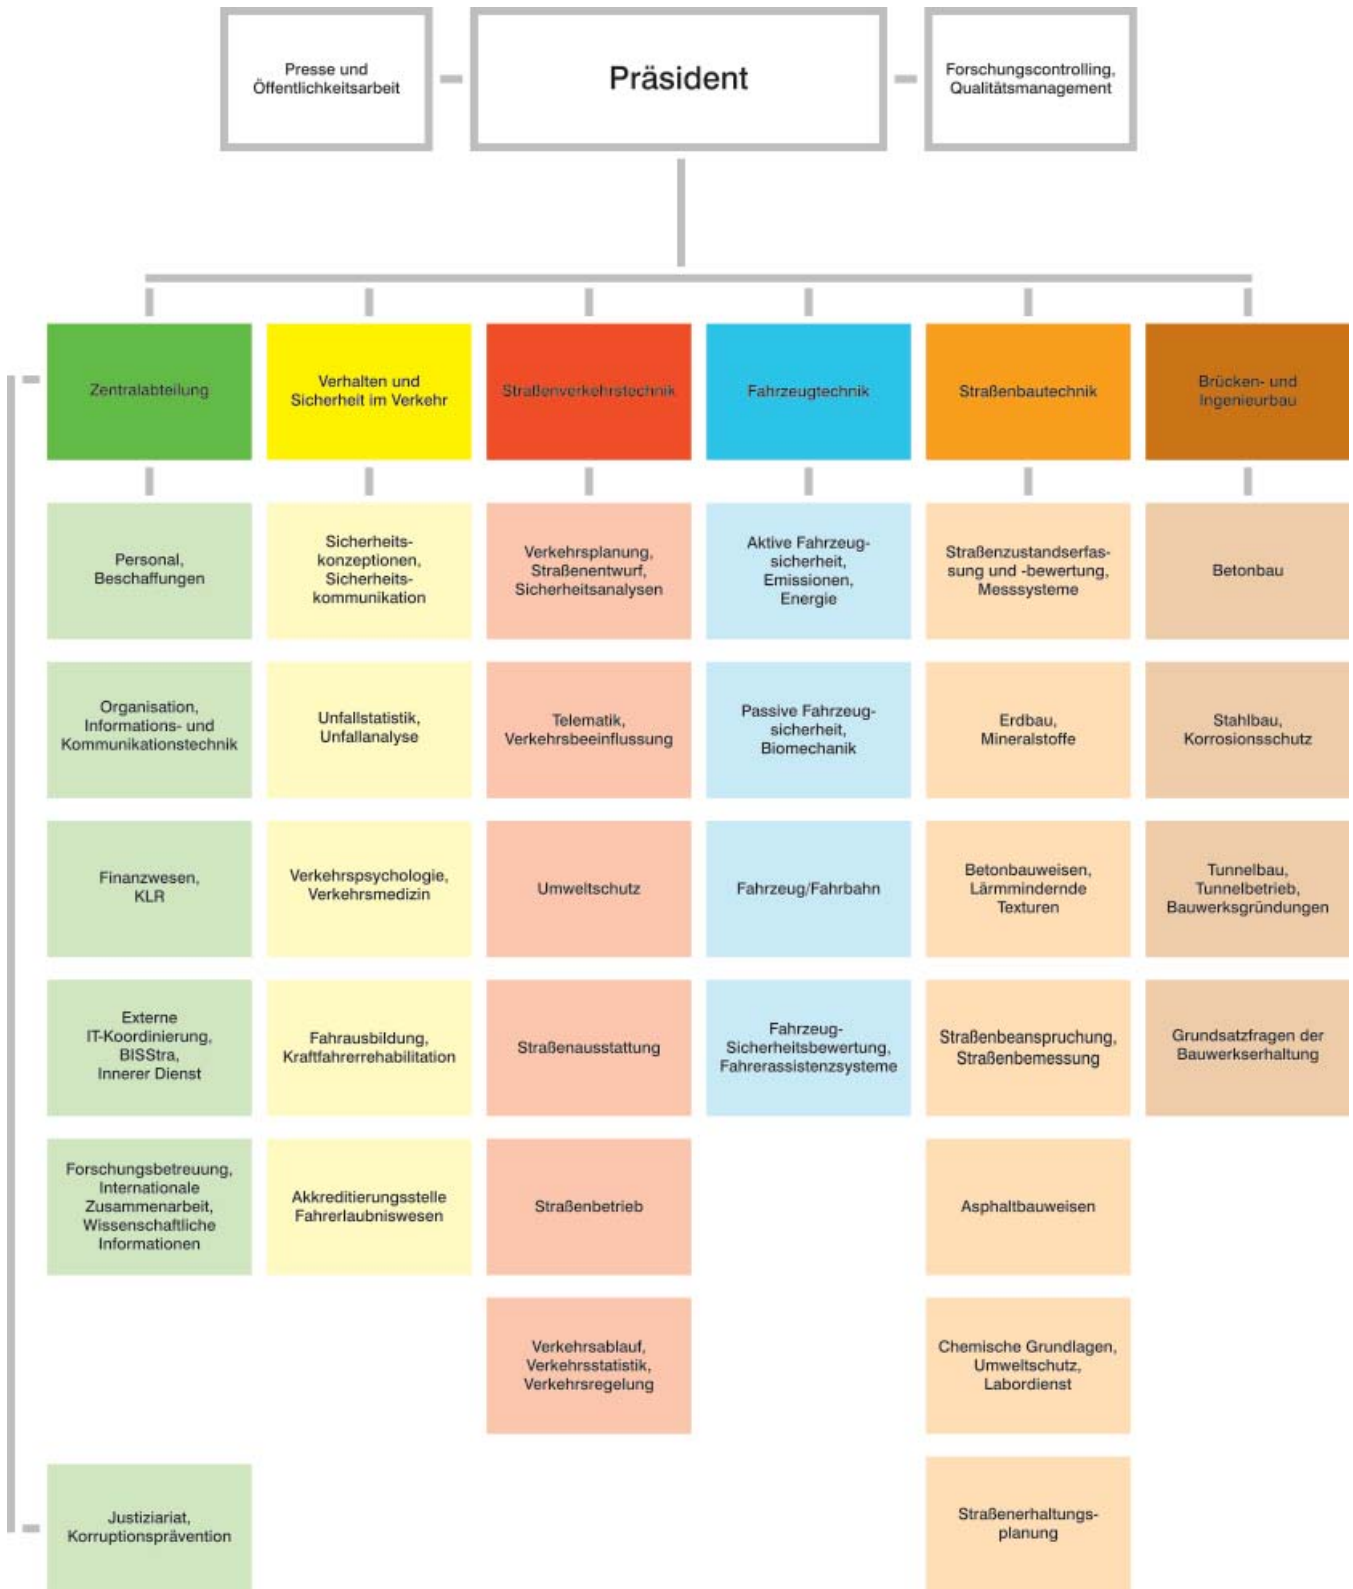 Presse und
Öffentlichkeitsarbeit
Präsident
Forschungscontrolling,
Qualitätsmanagement
Zentralabteilung
Verhalten und
Sicherheit im Verkehr
Straßenverkehrstechnik
Fahrzeugtechnik
Straßenbautechnik
Brücken- und
Ingenieurbau
Personal,
Beschaffungen
Sicherheits-
konzeptionen,
Sicherheits-
kommunikation
Verkehrsplanung,
Straßenentwurf,
Sicherheitsanalysen
Aktive Fahrzeug-
sicherheit,
Emissionen,
Energie
Straßenzustandserfas-
sung und -bewertung,
Messsysteme
Betonbau
Organisation,
Informations- und
Kommunikationstechnik
Unfallstatistik,
Unfallanalyse
Telematik,
Verkehrsbeeinflussung
Passive Fahrzeug-
sicherheit,
Biomechanik
Erdbau,
Mineralstoffe
Stahlbau,
Korrosionsschutz
Finanzwesen,
KLR
Verkehrspsychologie,
Verkehrsmedizin
Umweltschutz
Fahrzeug/Fahrbahn
Betonbauweisen,
Lärmmindernde
Texturen
Tunnelbau,
Tunnelbetrieb,
Bauwerksgründungen
Externe
IT-Koordinierung,
BISStra,
Innerer Dienst
Fahrausbildung,
Kraftfahrerrehabilitation
Straßenausstattung
Fahrzeug-
Sicherheitsbewertung,
Fahrerassistenzsysteme
Straßenbeanspruchung,
Straßenbemessung
Grundsatzfragen der
Bauwerkserhaltung
Forschungsbetreuung,
Internationale
Zusammenarbeit,
Wissenschaftliche
Informationen
Akkreditierungsstelle
Fahrerlaubniswesen
Straßenbetrieb
Asphaltbauweisen
Verkehrsablauf,
Verkehrsstatistik,
Verkehrsregelung
Chemische Grundlagen,
Umweltschutz,
Labordienst
Justiziariat,
Korruptionsprävention
Straßenerhaltungs-
planung